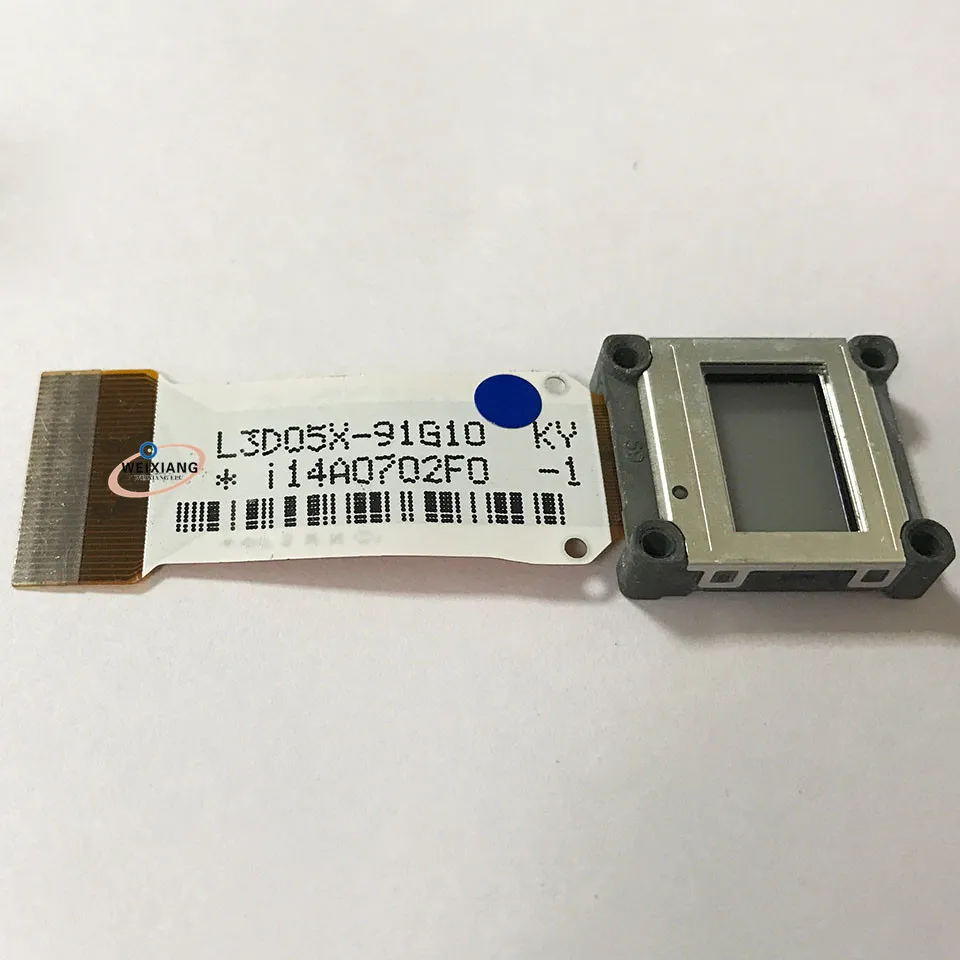 L3D05X-91G10 KY
* i14A0702F0 -1
WEIXIANG